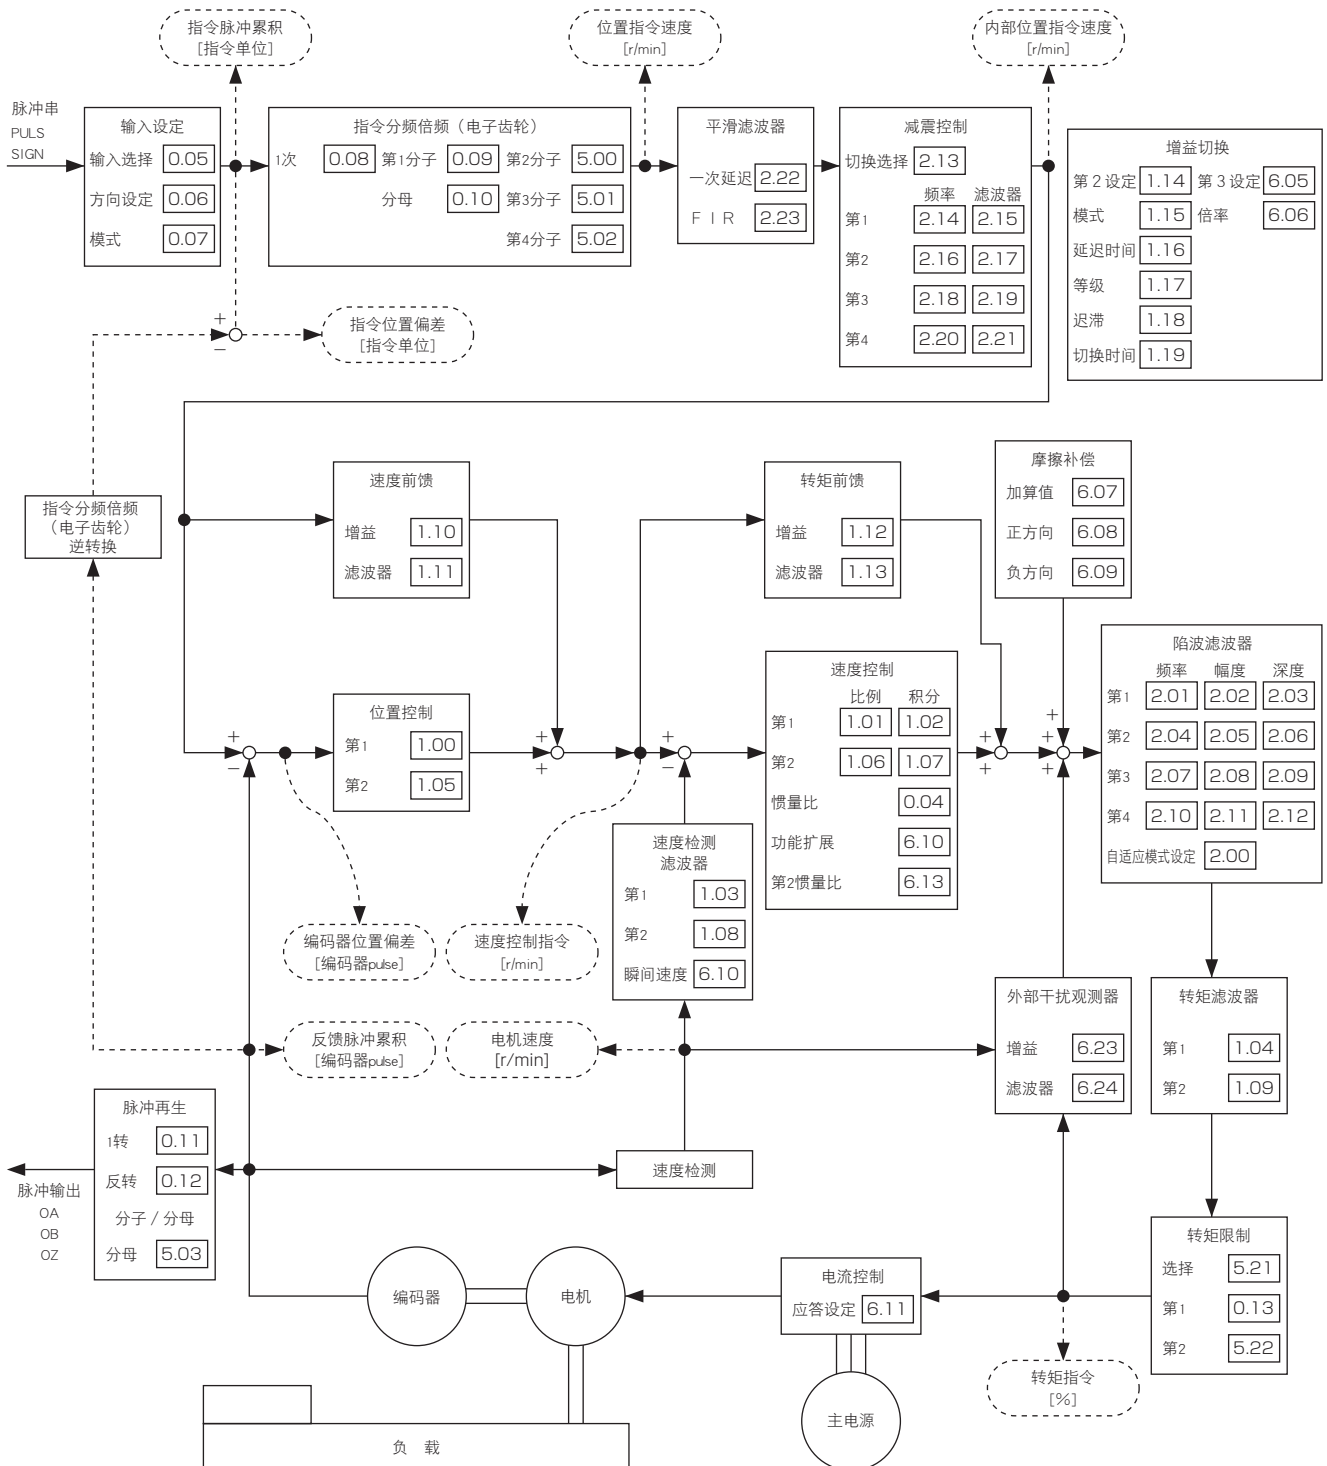 指令脉冲累积
[指令单位]
位置指令速度
[r/min]
内部位置指令速度
[r/min]
脉冲串
PULS
SIGN
输入设定
输入选择 0.05
方向设定 0.06
模式 0.07
指令分频倍频（电子齿轮）
1次 0.08 第1分子 0.09 第2分子 5.00
分母 0.10 第3分子 5.01
第4分子 5.02
平滑滤波器
一次延迟 2.22
F I R 2.23
减震控制
切换选择 2.13
频率 滤波器
第1 2.14 2.15
第2 2.16 2.17
第3 2.18 2.19
第4 2.20 2.21
增益切换
第2设定 1.14 第3设定 6.05
模式 1.15 倍率 6.06
延迟时间 1.16
等级 1.17
迟滞 1.18
切换时间 1.19
+
−
指令位置偏差
[指令单位]
指令分频倍频
（电子齿轮）
逆转换
速度前馈
增益 1.10
滤波器 1.11
转矩前馈
增益 1.12
滤波器 1.13
摩擦补偿
加算值 6.07
正方向 6.08
负方向 6.09
+
−
位置控制
第1 1.00
第2 1.05
+
+
+
−
速度控制
比例 积分
第1 1.01 1.02
第2 1.06 1.07
惯量比 0.04
功能扩展 6.10
第2惯量比 6.13
+
+
+
+
+
陷波滤波器
频率 幅度 深度
第1 2.01 2.02 2.03
第2 2.04 2.05 2.06
第3 2.07 2.08 2.09
第4 2.10 2.11 2.12
自适应模式设定 2.00
速度检测
滤波器
第1 1.03
第2 1.08
瞬间速度 6.10
编码器位置偏差
[编码器pulse]
速度控制指令
[r/min]
反馈脉冲累积
[编码器pulse]
电机速度
[r/min]
外部干扰观测器
增益 6.23
滤波器 6.24
转矩滤波器
第1 1.04
第2 1.09
脉冲再生
1转 0.11
反转 0.12
分子 / 分母
分母 5.03
脉冲输出
OA
OB
OZ
速度检测
转矩限制
选择 5.21
第1 0.13
第2 5.22
编码器
电机
电流控制
应答设定 6.11
转矩指令
[%]
主电源
负 载